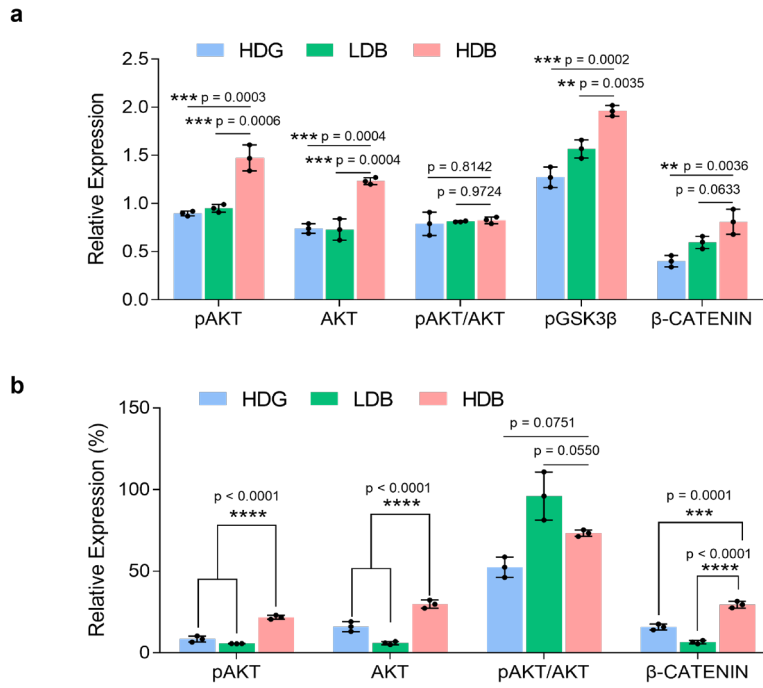 a
HDG LDB HDB
Relative Expression
2.5
2.0
1.5
1.0
0.5
0.0
*** p = 0.0003
*** p = 0.0006
*** p = 0.0004
*** p = 0.0004
p = 0.8142
p = 0.9724
*** p = 0.0002
** p = 0.0035
** p = 0.0036
p = 0.0633
pAKT AKT pAKT/AKT pGSK3β β-CATENIN
b
HDG LDB HDB
Relative Expression (%)
150
100
50
0
p < 0.0001
****
p < 0.0001
****
p = 0.0751
p = 0.0550
p = 0.0001
***
p < 0.0001
****
pAKT AKT pAKT/AKT β-CATENIN